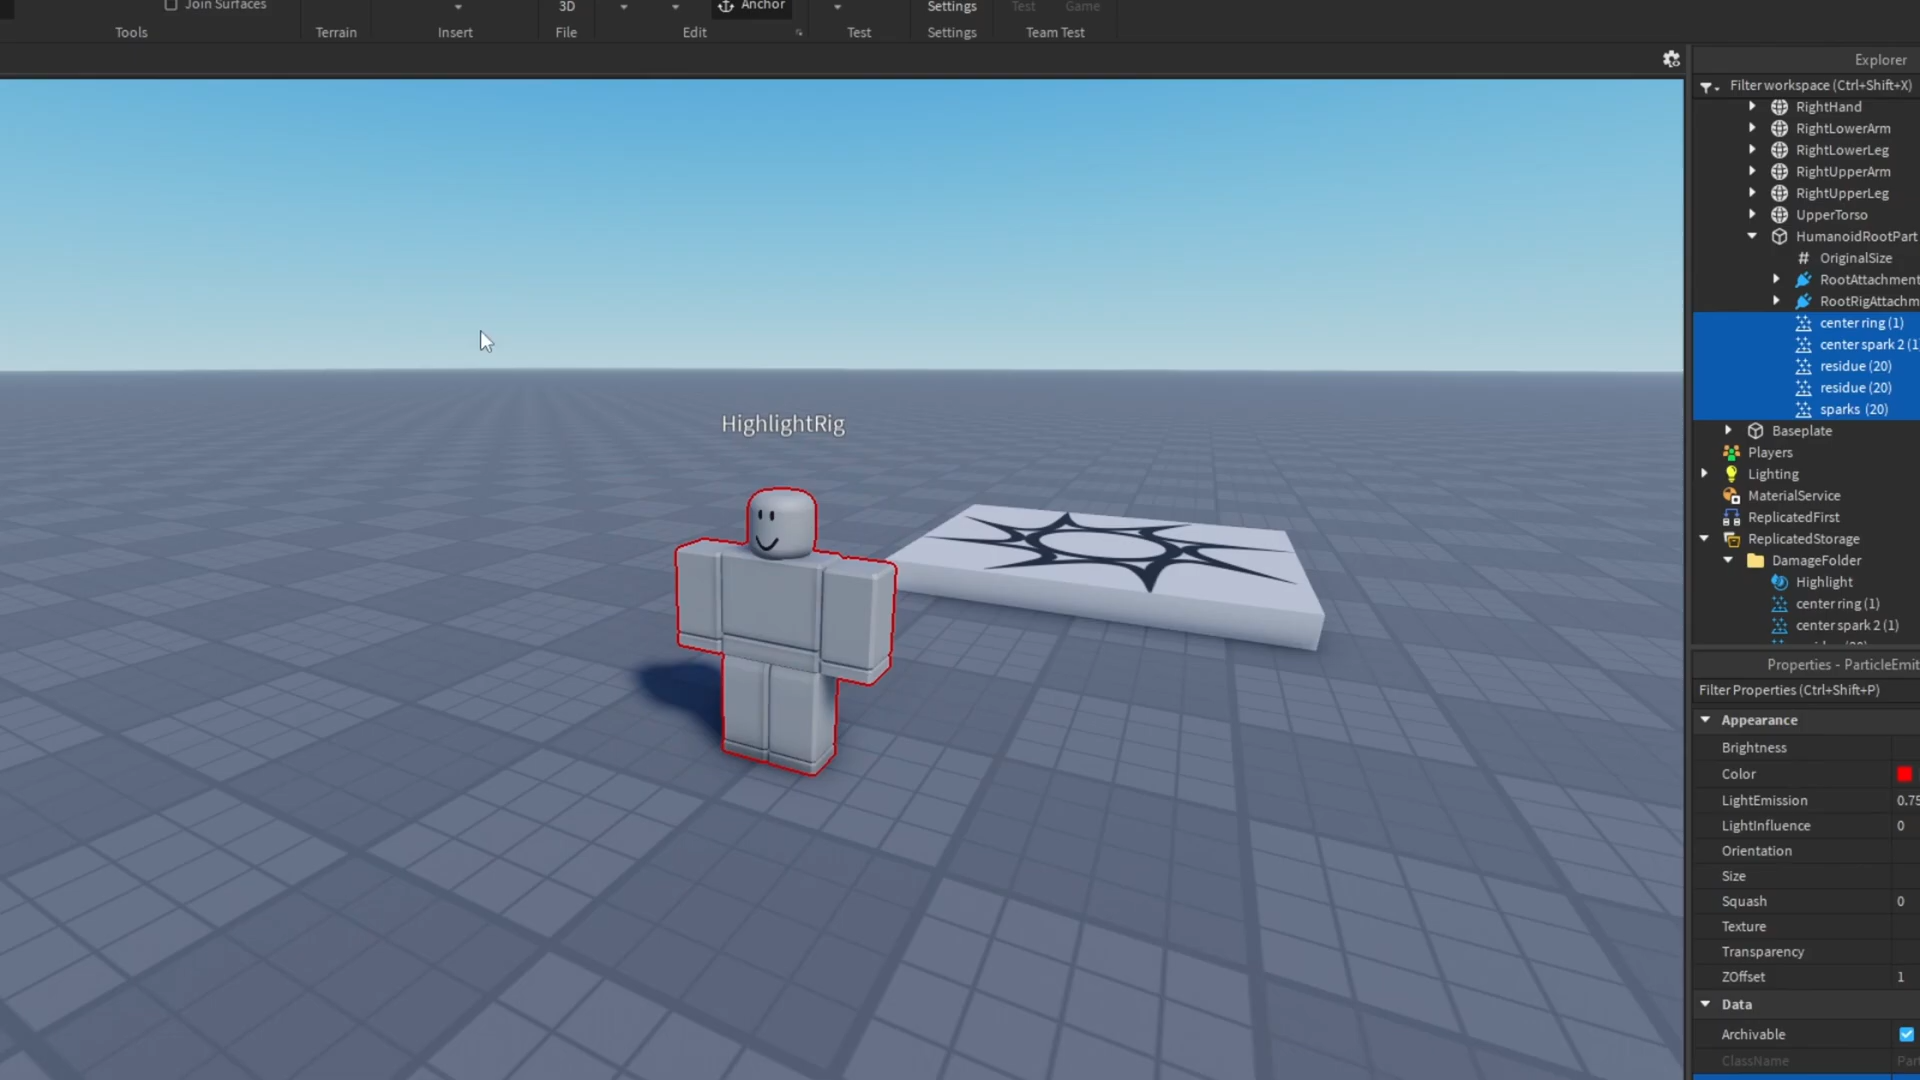 Join Surfaces
3D
Anchor
Settings
Test
Game
Tools
Terrain
Insert
File
Edit
Test
Settings
Team Test
Explorer
Filter workspace (Ctrl+Shift+X)
RightHand
RightLowerArm
RightLowerLeg
RightUpperArm
RightUpperLeg
UpperTorso
HumanoidRootPart
# OriginalSize
RootAttachment
RootRigAttachm
center ring (1)
center spark 2 (1
residue (20)
residue (20)
sparks (20)
Baseplate
Players
Lighting
MaterialService
ReplicatedFirst
ReplicatedStorage
DamageFolder
Highlight
center ring (1)
center spark 2 (1)
HighlightRig
Properties - ParticleEmit
Filter Properties (Ctrl+Shift+P)
Appearance
Brightness
Color
LightEmission 0.75
LightInfluence 0
Orientation
Size
Squash 0
Texture
Transparency
ZOffset 1
Data
Archivable
ClassName Par